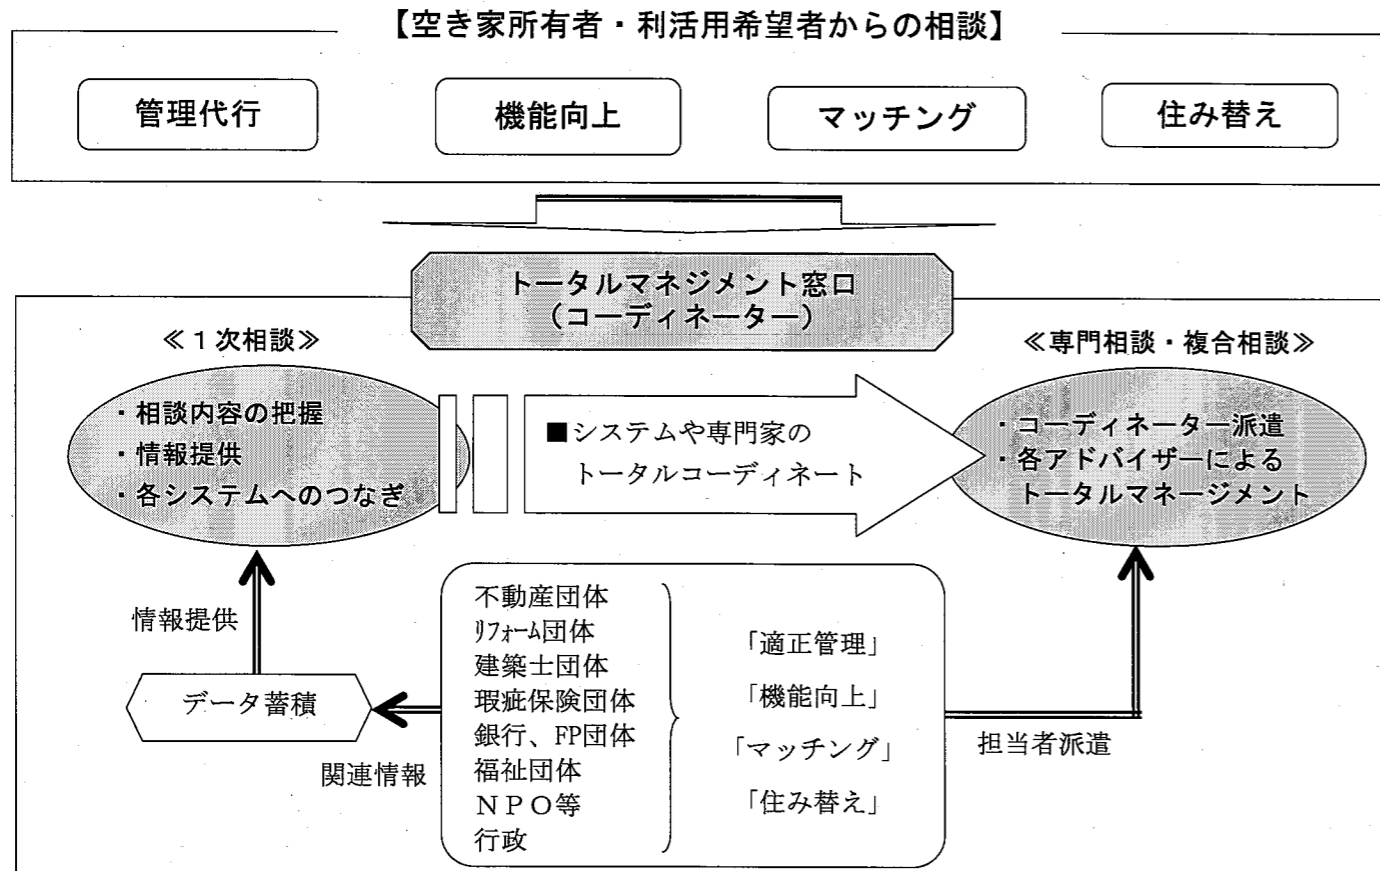 【空き家所有者・利活用希望者からの相談】
管理代行
機能向上
マッチング
住み替え
トータルマネジメント窓口
（コーディネーター）
≪１次相談≫
・相談内容の把握
・情報提供
・各システムへのつなぎ
■システムや専門家の
トータルコーディネート
≪専門相談・複合相談≫
・コーディネーター派遣
・各アドバイザーによる
トータルマネージメント
情報提供
データ蓄積
関連情報
不動産団体
ﾘﾌｫｰﾑ団体
建築士団体
瑕疵保険団体
銀行、FP団体
福祉団体
ＮＰＯ等
行政
「適正管理」
「機能向上」
「マッチング」
「住み替え」
担当者派遣